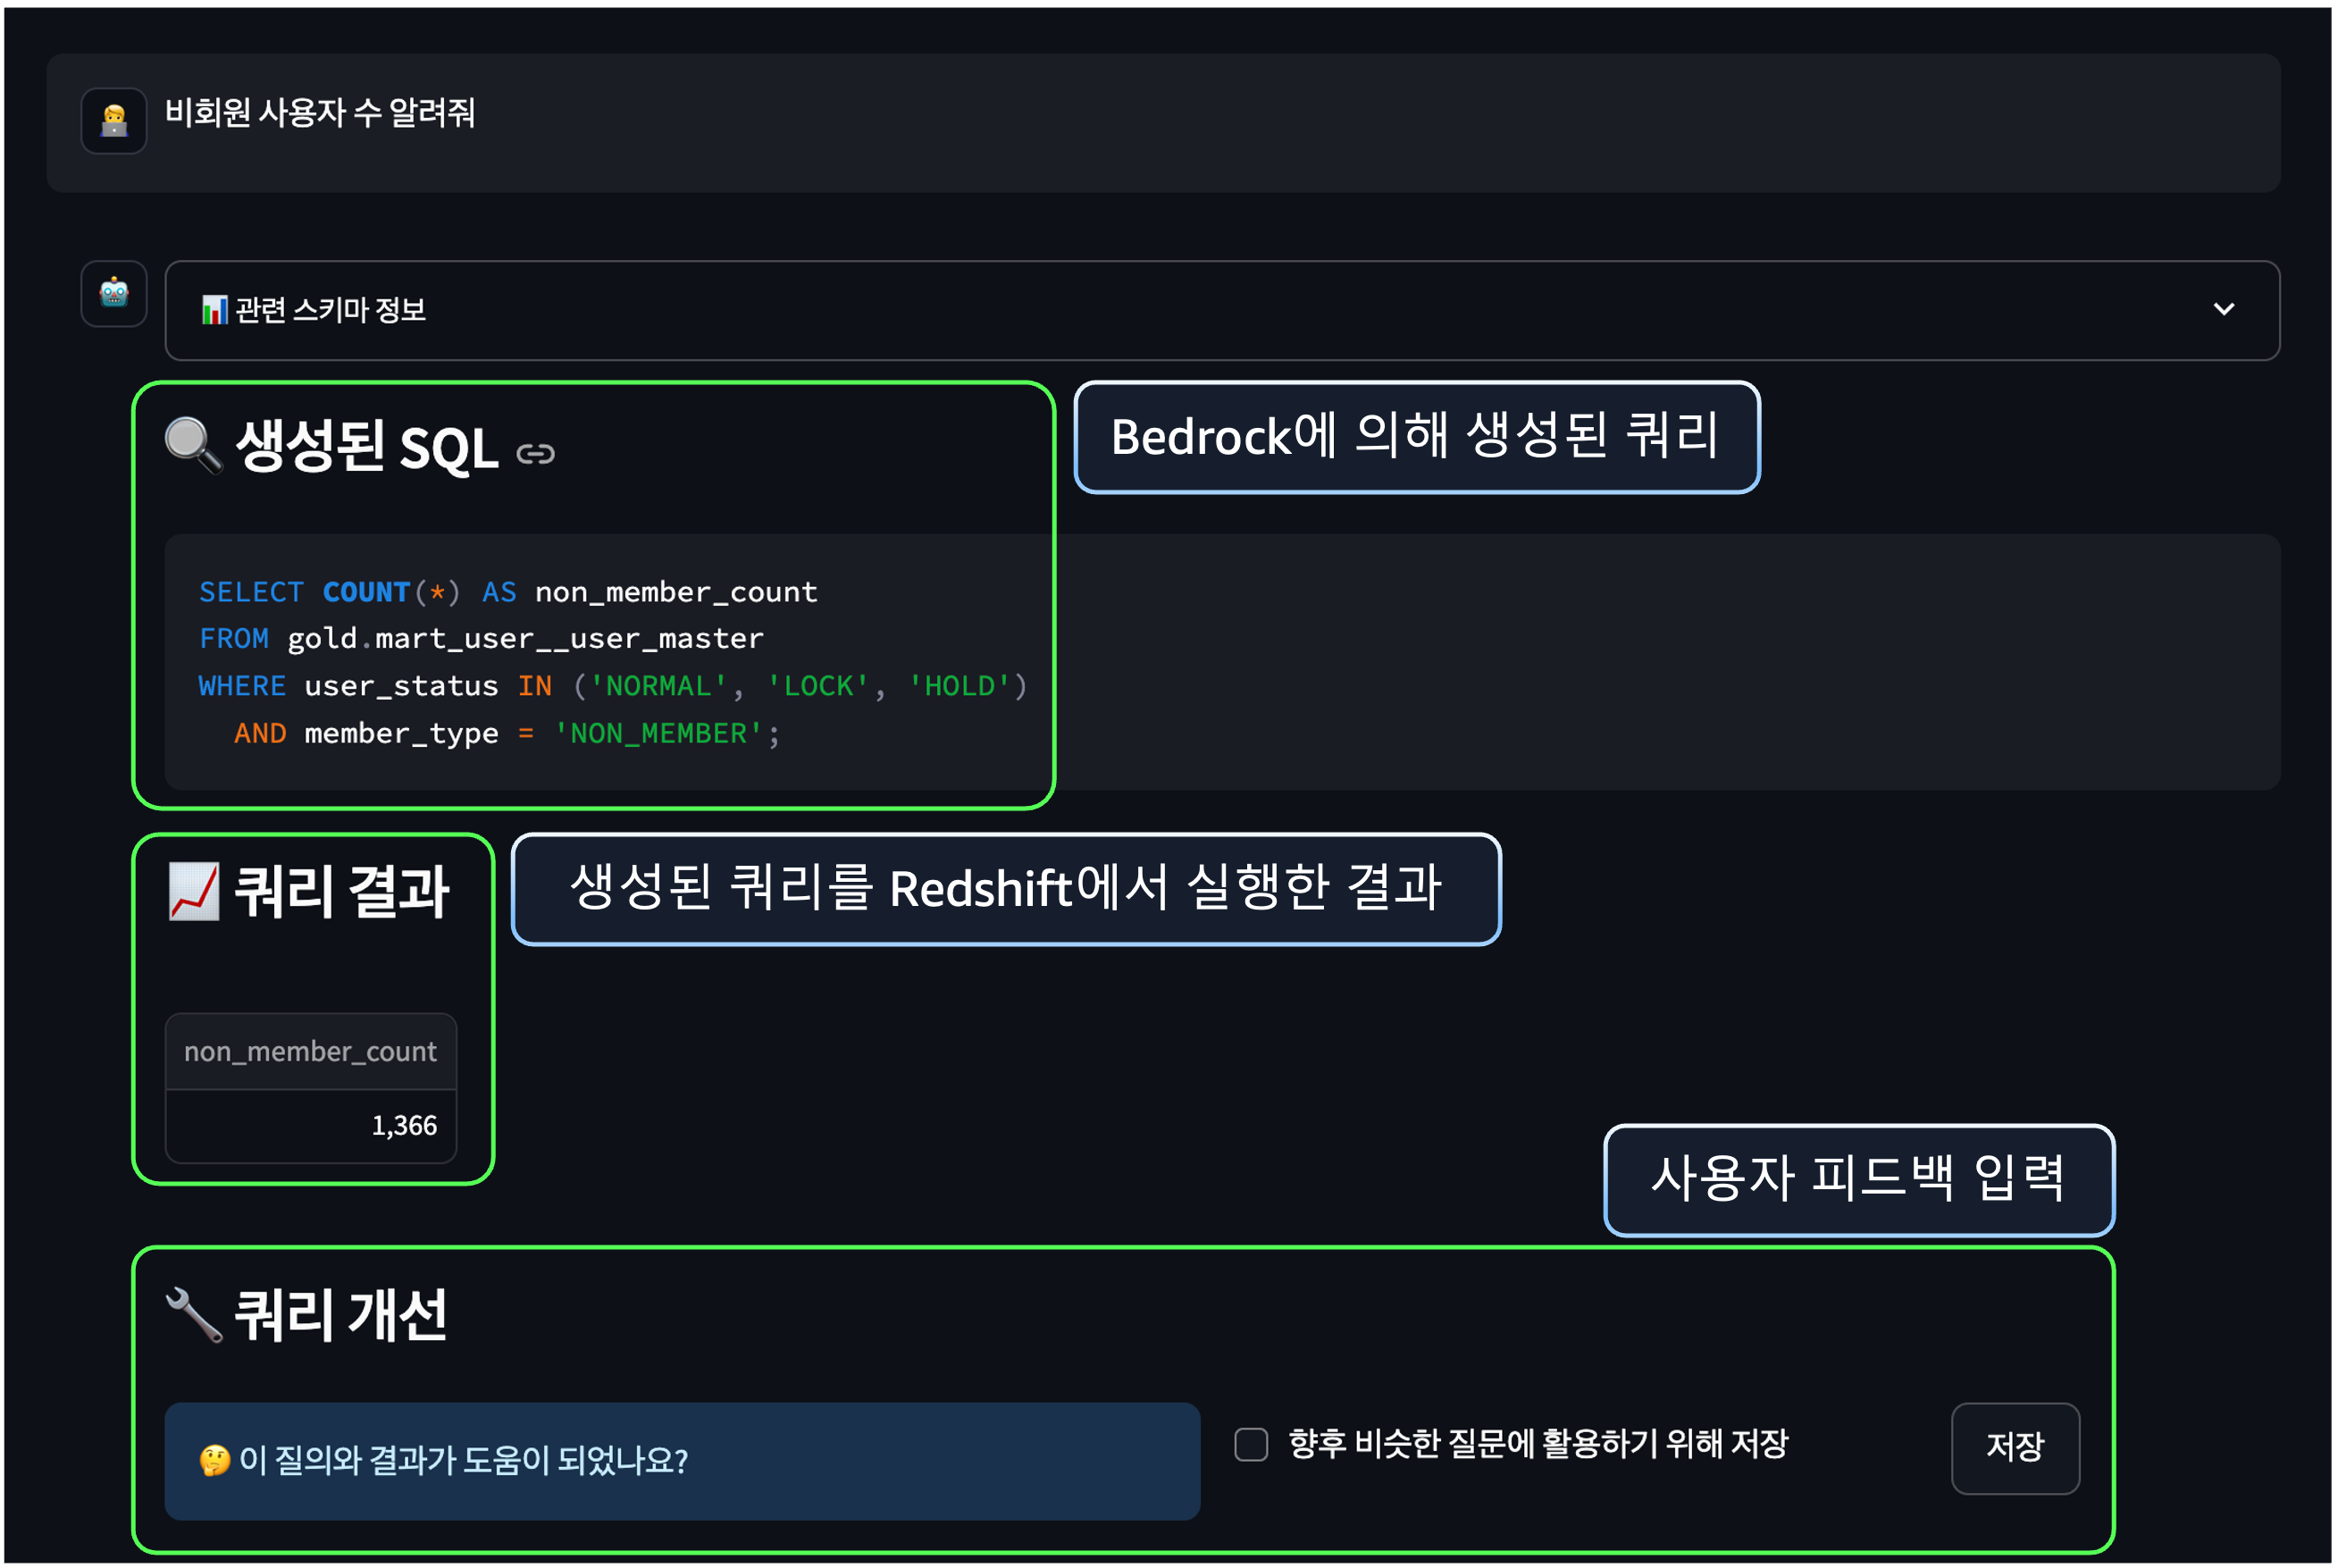 비회원 사용자 수 알려줘
관련 스키마 정보
생성된 SQL
Bedrock에 의해 생성된 쿼리
SELECT COUNT(*) AS non_member_count
FROM gold.mart_user__user_master
WHERE user_status IN ('NORMAL', 'LOCK', 'HOLD')
AND member_type = 'NON_MEMBER';
쿼리 결과
생성된 쿼리를 Redshift에서 실행한 결과
non_member_count
1,366
사용자 피드백 입력
쿼리 개선
이 질의와 결과가 도움이 되었나요?
향후 비슷한 질문에 활용하기 위해 저장
저장